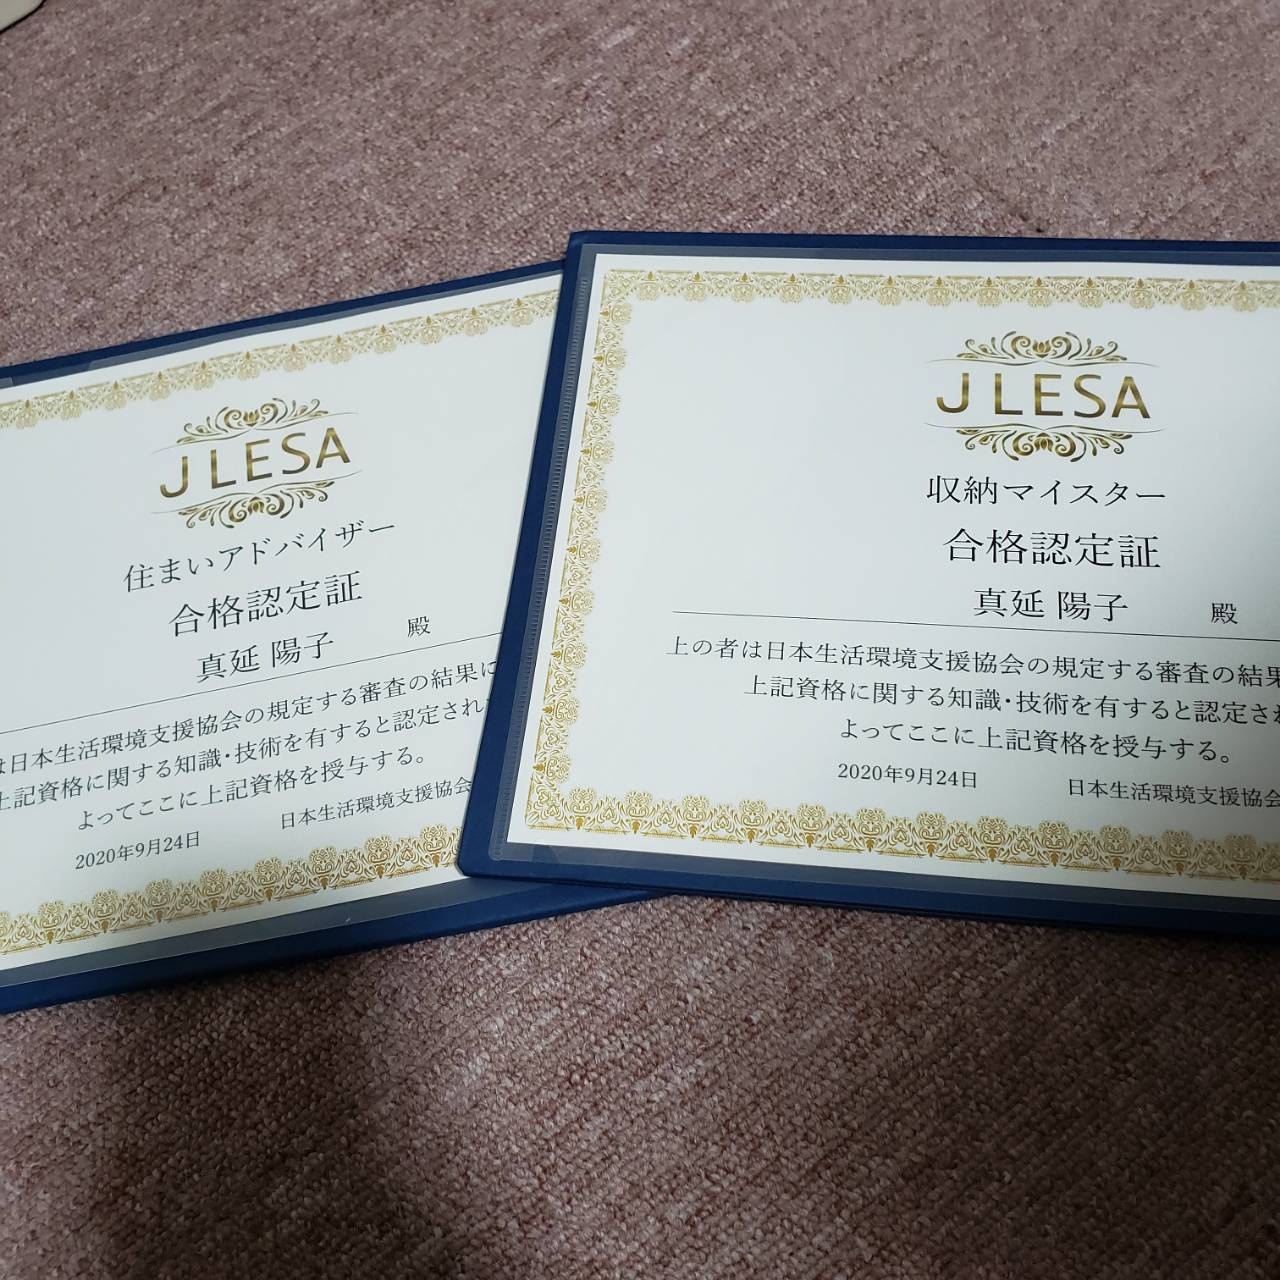 JLESA
住まいアドバイザー
合格認定証
真延 陽子 殿
は日本生活環境支援協会の規定する審査の結果に
上記資格に関する知識・技術を有すると認定され
よってここに上記資格を授与する。
2020年9月24日 日本生活環境支援協会
JLESA
収納マイスター
合格認定証
真延 陽子 殿
上の者は日本生活環境支援協会の規定する審査の結果
上記資格に関する知識・技術を有すると認定さ
よってここに上記資格を授与する。
2020年9月24日 日本生活環境支援協会